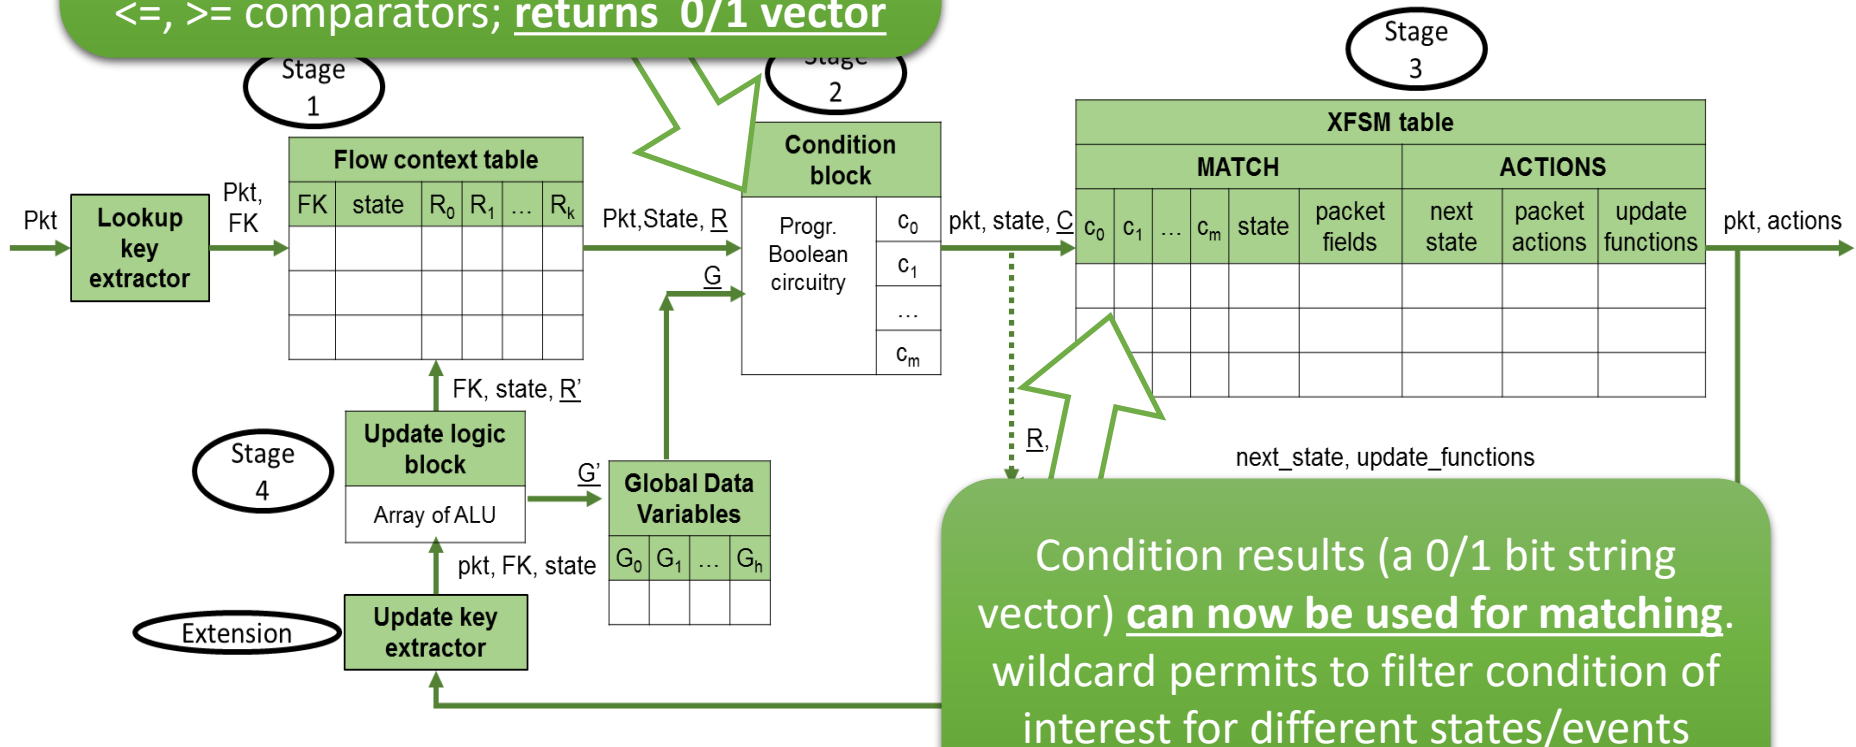 <=, >= comparators; returns 0/1 vector
Stage
1
Stage
2
Stage
3
Pkt
Lookup
key
extractor
Pkt,
FK
Flow context table
FK state R0 R1 … Rk
Pkt,State, R
G
Condition
block
Progr.
Boolean
circuitry
c0
c1
…
cm
pkt, state, C
XFSM table
MATCH ACTIONS
c0 c1 … cm state packet fields next state packet actions update functions
pkt, actions
FK, state, R’
Stage
4
Update logic
block
Array of ALU
G’
Global Data
Variables
G0 G1 … Gh
pkt, FK, state
Extension
Update key
extractor
R,
next_state, update_functions
Condition results (a 0/1 bit string
vector) can now be used for matching.
wildcard permits to filter condition of
interest for different states/events